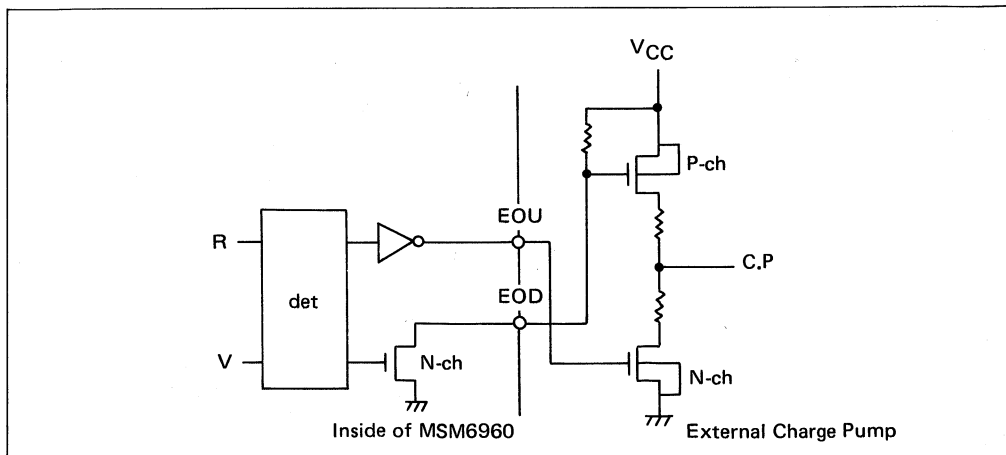 VCC
P-ch
EOU
R
C.P
EOD
det
V
N-ch
N-ch
Inside of MSM6960
External Charge Pump